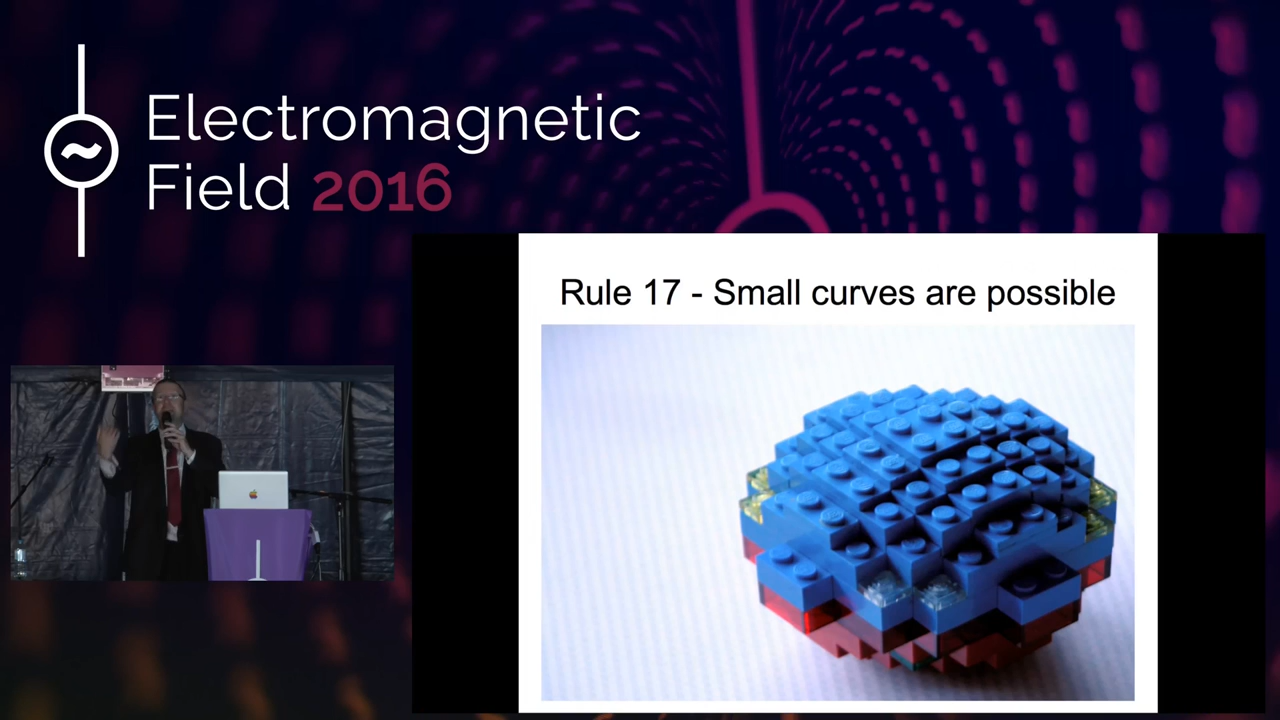 Electromagnetic
Field 2016
Rule 17 - Small curves are possible